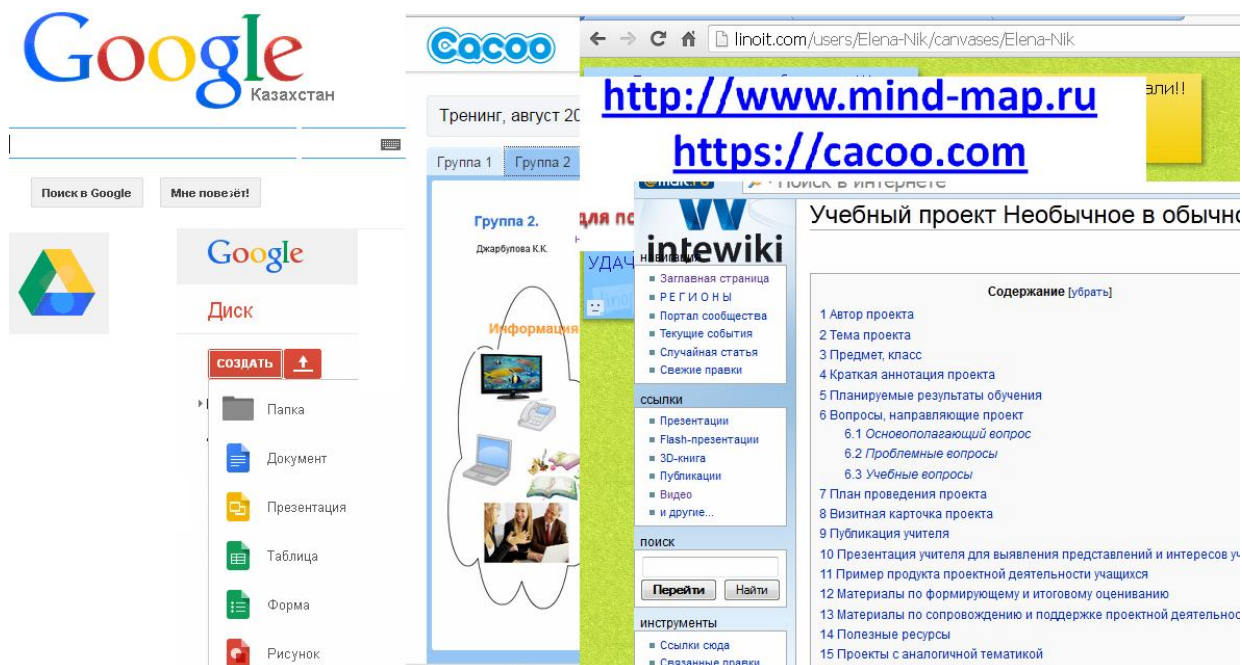 Google
Казахстан
Поиск в Google
Мне повезёт!
Google
Диск
СОЗДАТЬ
Папка
Документ
Презентация
Таблица
Форма
Рисунок
Cacoo
Тренинг, август 20
Группа 1
Группа 2
Группа 2.
Джарбулова К.К.
Информация
linoit.com/users/Elena-Nik/canvases/Elena-Nik
али!!
http://www.mind-map.ru
https://cacoo.com
Поиск в Интернете
для по
УДАЧ
intewiki
навигация
Заглавная страница
РЕГИОНЫ
Портал сообщества
Текущие события
Случайная статья
Свежие правки
ссылки
Презентации
Flash-презентации
3D-книга
Публикации
Видео
и другие...
поиск
Перейти
Найти
инструменты
Ссылки сюда
Связанные правки
Учебный проект Необычное в обычно
Содержание [убрать]
1 Автор проекта
2 Тема проекта
3 Предмет, класс
4 Краткая аннотация проекта
5 Планируемые результаты обучения
6 Вопросы, направляющие проект
6.1 Основополагающий вопрос
6.2 Проблемные вопросы
6.3 Учебные вопросы
7 План проведения проекта
8 Визитная карточка проекта
9 Публикация учителя
10 Презентация учителя для выявления представлений и интересов уч
11 Пример продукта проектной деятельности учащихся
12 Материалы по формирующему и итоговому оцениванию
13 Материалы по сопровождению и поддержке проектной деятельнос
14 Полезные ресурсы
15 Проекты с аналогичной тематикой